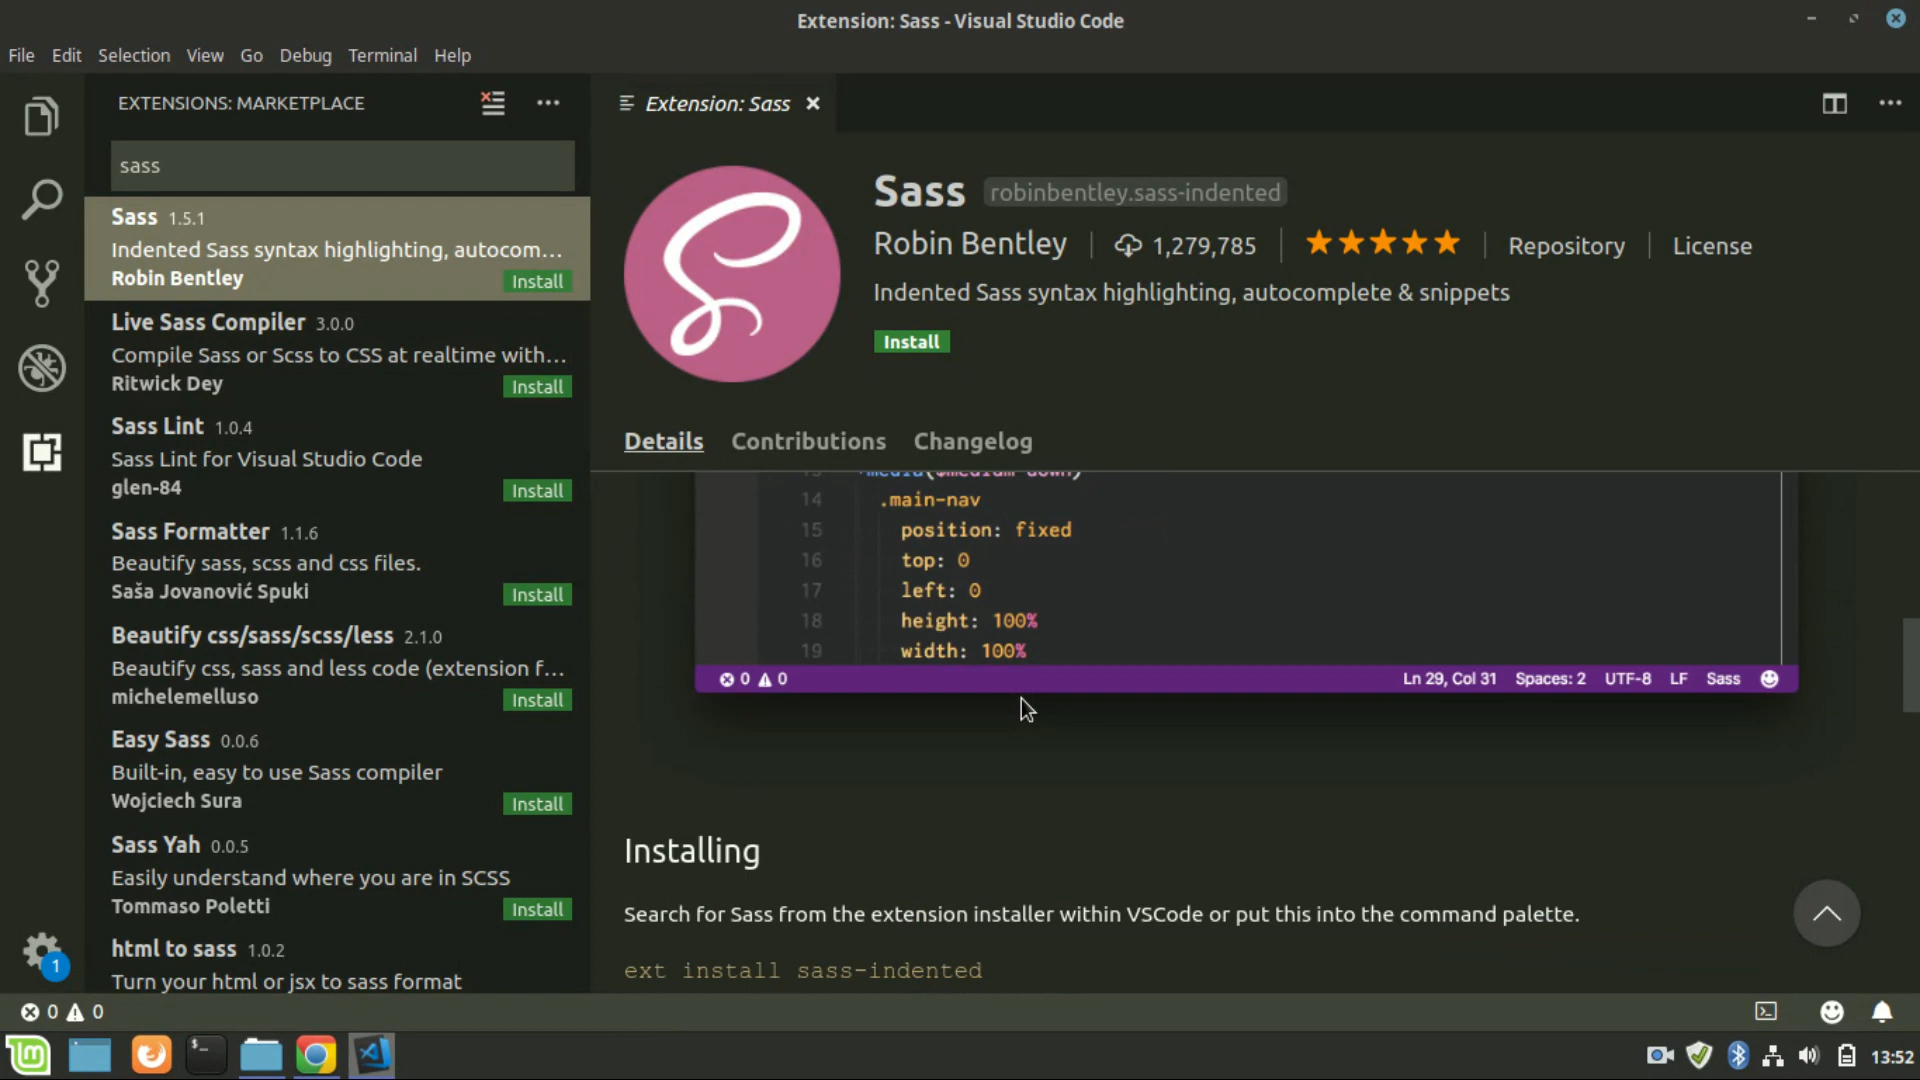 Extension: Sass - Visual Studio Code
File Edit Selection View Go Debug Terminal Help
EXTENSIONS: MARKETPLACE
sass
Sass 1.5.1
Indented Sass syntax highlighting, autocom...
Robin Bentley Install
Live Sass Compiler 3.0.0
Compile Sass or Scss to CSS at realtime with...
Ritwick Dey Install
Sass Lint 1.0.4
Sass Lint for Visual Studio Code
glen-84 Install
Sass Formatter 1.1.6
Beautify sass, scss and css files.
Saša Jovanović Spuki Install
Beautify css/sass/scss/less 2.1.0
Beautify css, sass and less code (extension f...
michelemelluso Install
Easy Sass 0.0.6
Built-in, easy to use Sass compiler
Wojciech Sura Install
Sass Yah 0.0.5
Easily understand where you are in SCSS
Tommaso Poletti Install
html to sass 1.0.2
Turn your html or jsx to sass format
1
Extension: Sass
Sass robinbentley.sass-indented
Robin Bentley 1,279,785 Repository License
Indented Sass syntax highlighting, autocomplete & snippets
Install
Details Contributions Changelog
14 .main-nav
15 position: fixed
16 top: 0
17 left: 0
18 height: 100%
19 width: 100%
0 0 Ln 29, Col 31 Spaces: 2 UTF-8 LF Sass
Installing
Search for Sass from the extension installer within VSCode or put this into the command palette.
ext install sass-indented
0 0
13:52